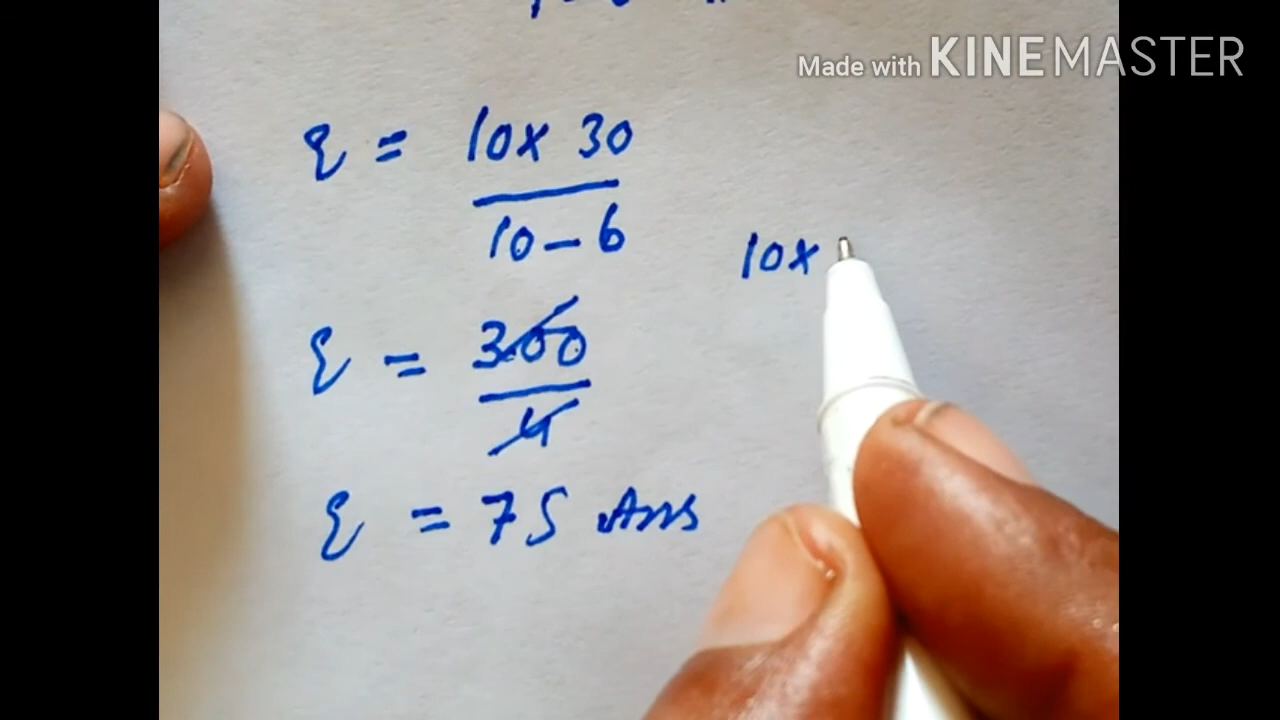 Made with KINEMASTER
ξ = 10x 30
10-6
10x
ξ = 300
4
ξ = 75 Ans